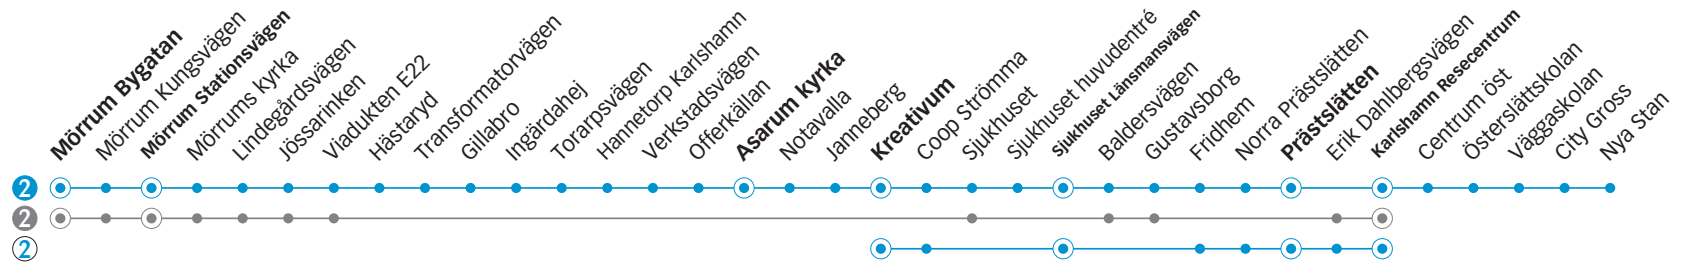 Mörrum Bygatan
Mörrum Kungsvägen
Mörrum Stationsvägen
Mörrums kyrka
Lindegårdsvägen
Jössarinken
Viadukten E22
Hästaryd
Transformatorvägen
Gillabro
Ingärdahej
Torarpsvägen
Hannetorp Karlshamn
Verkstadsvägen
Offerkällan
Asarum kyrka
Notavalla
Janneberg
Kreativum
Coop Strömma
Sjukhuset
Sjukhuset huvudentré
Sjukhuset Länsmansvägen
Baldersvägen
Gustavsborg
Fridhem
Norra Prästslätten
Prästslätten
Erik Dahlbergsvägen
Karlshamn Resecentrum
Centrum öst
Österslättskolan
Väggaskolan
City Gross
Nya Stan
2
2
2